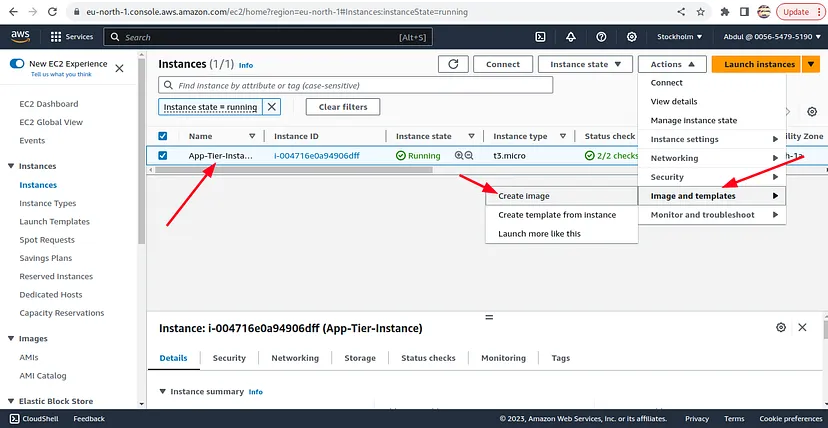 eu-north-1.console.aws.amazon.com/ec2/home?region=eu-north-1#Instances:instanceState=running
Update
aws
Services
Search
[Alt+S]
Stockholm
Abdul @ 0056-5479-5190
New EC2 Experience
Tell us what you think
EC2 Dashboard
EC2 Global View
Events
Instances
Instances
Instance Types
Launch Templates
Spot Requests
Savings Plans
Reserved Instances
Dedicated Hosts
Capacity Reservations
Images
AMIs
AMI Catalog
Elastic Block Store
Instances (1/1) Info
Connect
Instance state
Actions
Launch instances
Find instance by attribute or tag (case-sensitive)
Instance state = running
Clear filters
Name
Instance ID
Instance state
Instance type
Status check
ility Zone
App-Tier-Insta...
i-004716e0a94906dff
Running
t3.micro
2/2 checks
h-1a
Connect
View details
Manage instance state
Instance settings
Networking
Security
Image and templates
Monitor and troubleshoot
Create image
Create template from instance
Launch more like this
Instance: i-004716e0a94906dff (App-Tier-Instance)
Details
Security
Networking
Storage
Status checks
Monitoring
Tags
Instance summary Info
CloudShell
Feedback
© 2023, Amazon Web Services, Inc. or its affiliates.
Privacy
Terms
Cookie preferences